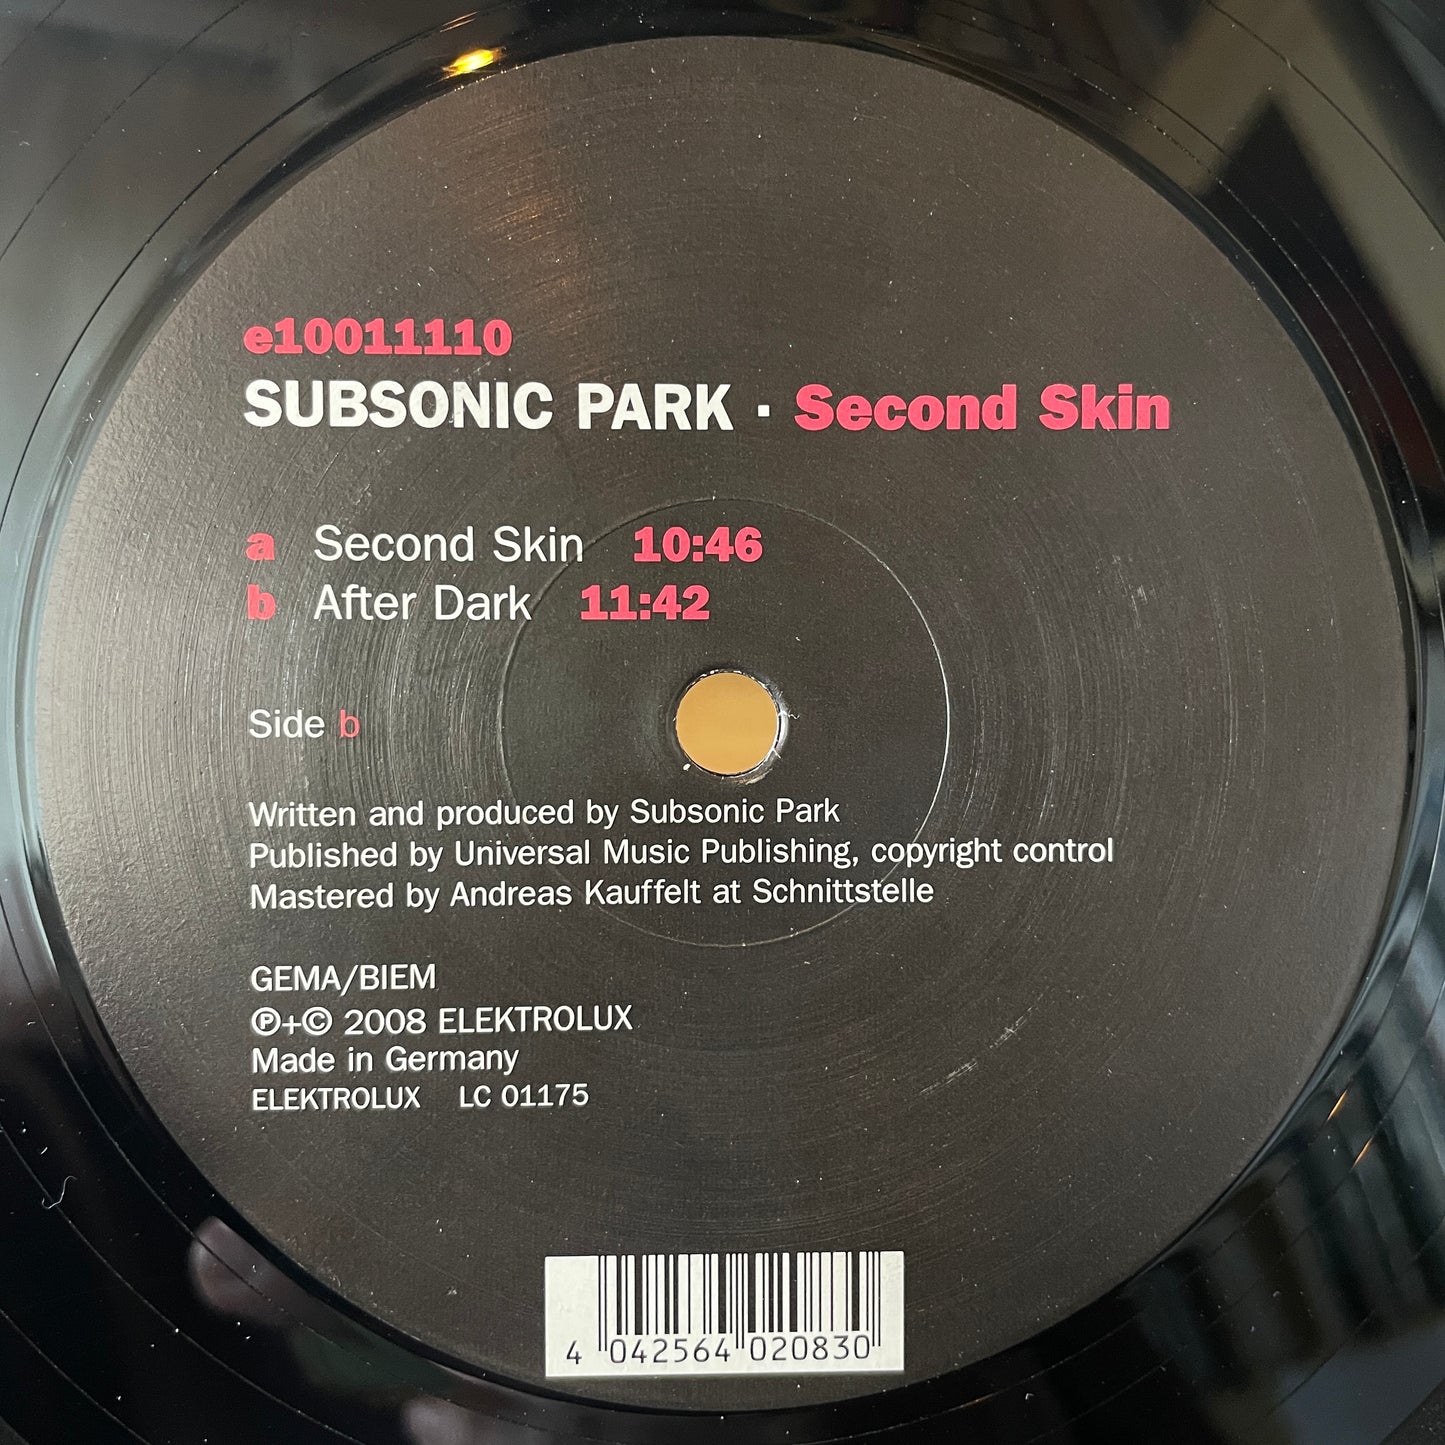 e10011110
SUBSONIC PARK · Second Skin
a Second Skin 10:46
b After Dark 11:42
Side b
Written and produced by Subsonic Park
Published by Universal Music Publishing, copyright control
Mastered by Andreas Kauffelt at Schnittstelle
GEMA/BIEM
℗+© 2008 ELEKTROLUX
Made in Germany
ELEKTROLUX LC 01175
4 042564 020830